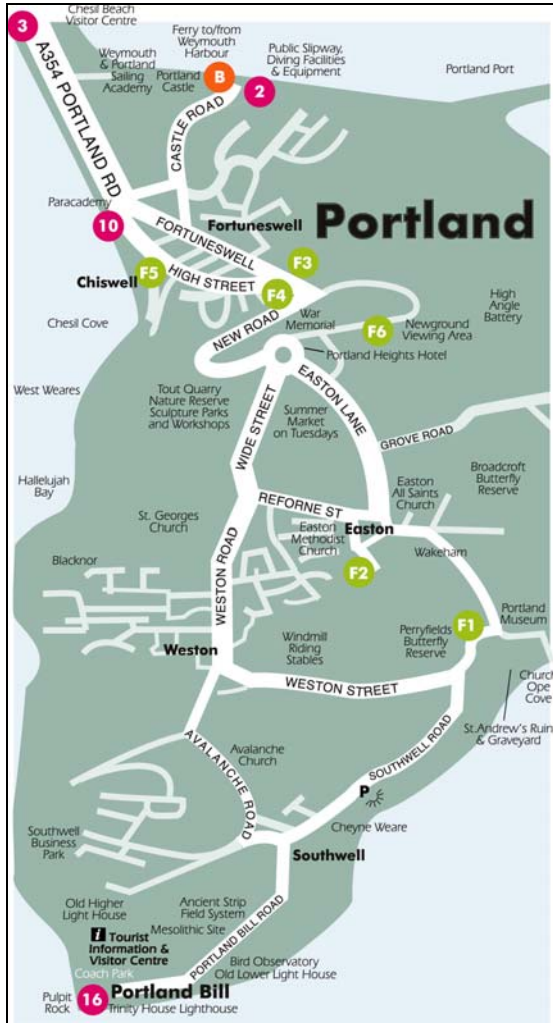 Chesil Beach
Visitor Centre
3
A354 PORTLAND RD
Ferry to/from
Weymouth
Harbour
Weymouth
& Portland
Sailing
Academy
Portland
Castle
B
2
Public Slipway,
Diving Facilities
& Equipment
Portland Port
CASTLE ROAD
Paracademy
10
Fortuneswell
Portland
FORTUNESWELL
F3
F5
Chiswell
HIGH STREET
F4
High
Angle
Battery
Chesil Cove
NEW ROAD
War
Memorial
F6
Newground
Viewing Area
Portland Heights Hotel
West Weares
Tout Quarry
Nature Reserve
Sculpture Parks
and Workshops
WIDE STREET
Summer
Market
on Tuesdays
EASTON LANE
GROVE ROAD
Hallelujah
Bay
Broadcroft
Butterfly
Reserve
REFORNE ST
Easton
All Saints
Church
St. Georges
Church
Easton
Easton
Methodist
Church
Wakeham
Blacknor
WESTON ROAD
F2
Portland
Museum
F1
Perryfields
Butterfly
Reserve
Weston
Windmill
Riding
Stables
WESTON STREET
Church
Ope
Cove
St.Andrew's Ruin
& Graveyard
AVALANCHE ROAD
Avalanche
Church
SOUTHWELL ROAD
P
Cheyne Weare
Southwell
Business
Park
Southwell
Old Higher
Light House
Ancient Strip
Field System
Mesolithic Site
i Tourist
Information &
Visitor Centre
PORTLAND BILL ROAD
Coach Park
Bird Observatory
Old Lower Light House
Pulpit
Rock
16
Portland Bill
Trinity House Lighthouse